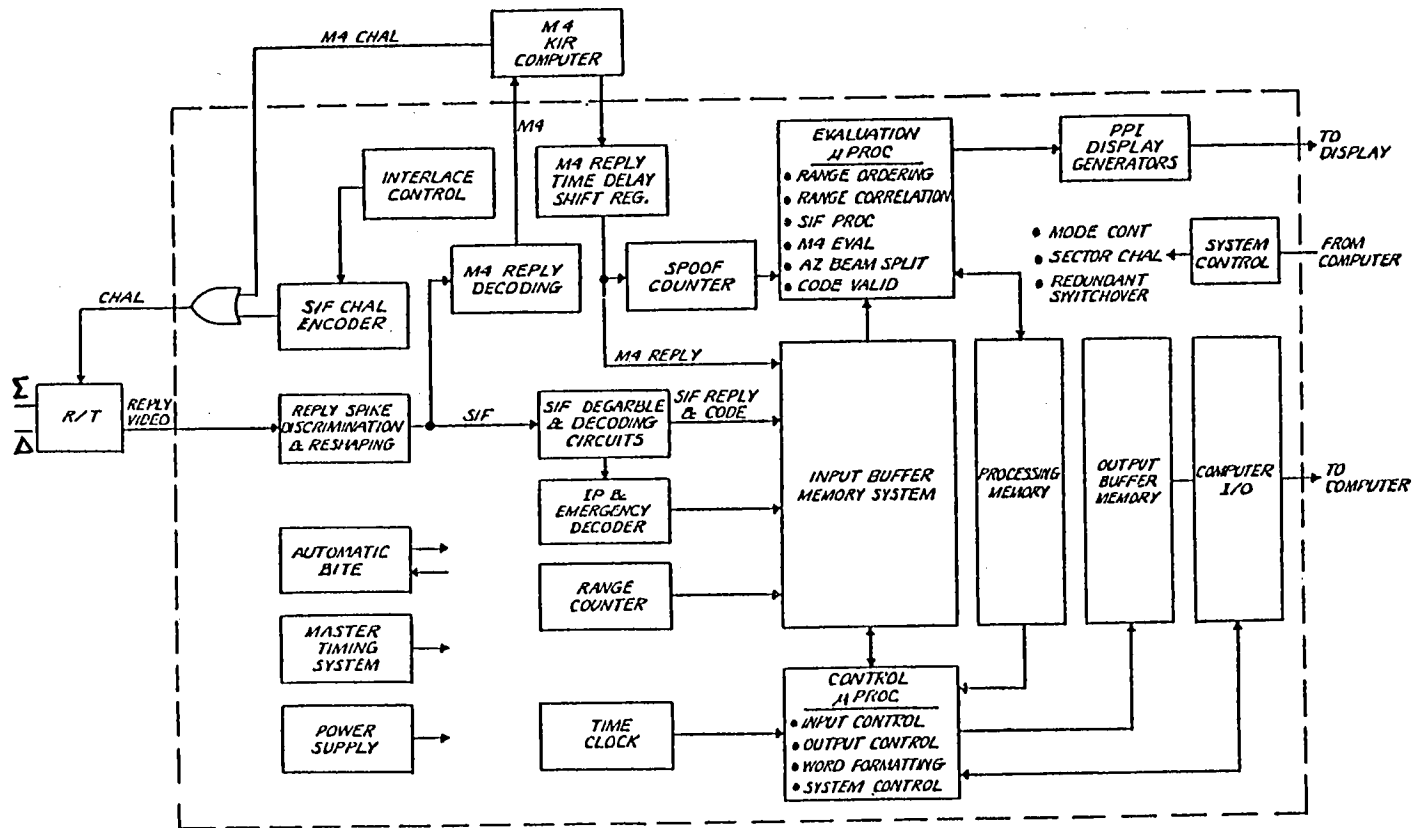 M4 CHAL
M4
KIR
COMPUTER
M4
INTERLACE
CONTROL
M4 REPLY
TIME DELAY
SHIFT REG.
EVALUATION
μ PROC
• RANGE ORDERING
• RANGE CORRELATION
• SIF PROC
• M4 EVAL
• AZ BEAM SPLIT
• CODE VALID
PPI
DISPLAY
GENERATORS
TO
DISPLAY
• MODE CONT
• SECTOR CHAL
• REDUNDANT
SWITCHOVER
SYSTEM
CONTROL
FROM
COMPUTER
CHAL
SIF CHAL
ENCODER
M4 REPLY
DECODING
SPOOF
COUNTER
M4 REPLY
Σ
Δ
R/T
REPLY
VIDEO
REPLY SPIKE
DISCRIMINATION
& RESHAPING
SIF
SIF DEGARBLE
& DECODING
CIRCUITS
SIF REPLY
& CODE
IP &
EMERGENCY
DECODER
INPUT BUFFER
MEMORY SYSTEM
PROCESSING
MEMORY
OUTPUT
BUFFER
MEMORY
COMPUTER
I/O
TO
COMPUTER
AUTOMATIC
BITE
RANGE
COUNTER
MASTER
TIMING
SYSTEM
POWER
SUPPLY
TIME
CLOCK
CONTROL
μ PROC
• INPUT CONTROL
• OUTPUT CONTROL
• WORD FORMATTING
• SYSTEM CONTROL